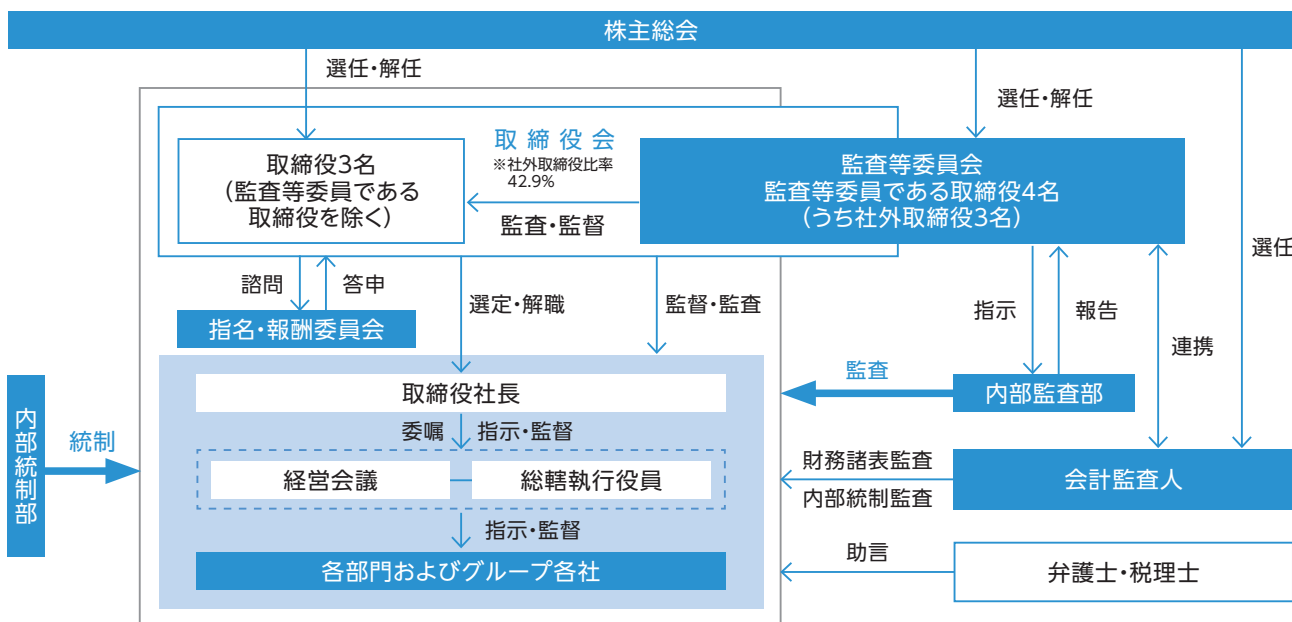 株主総会
選任・解任
選任・解任
選任
取締役会
※社外取締役比率
42.9%
取締役3名
(監査等委員である
取締役を除く)
監査・監督
監査等委員会
監査等委員である取締役4名
(うち社外取締役3名)
諮問
答申
選定・解職
監督・監査
指示
報告
連携
指名・報酬委員会
取締役社長
監査
内部監査部
内部統制部
統制
委嘱
指示・監督
経営会議
総轄執行役員
財務諸表監査
内部統制監査
会計監査人
指示・監督
各部門およびグループ各社
助言
弁護士・税理士